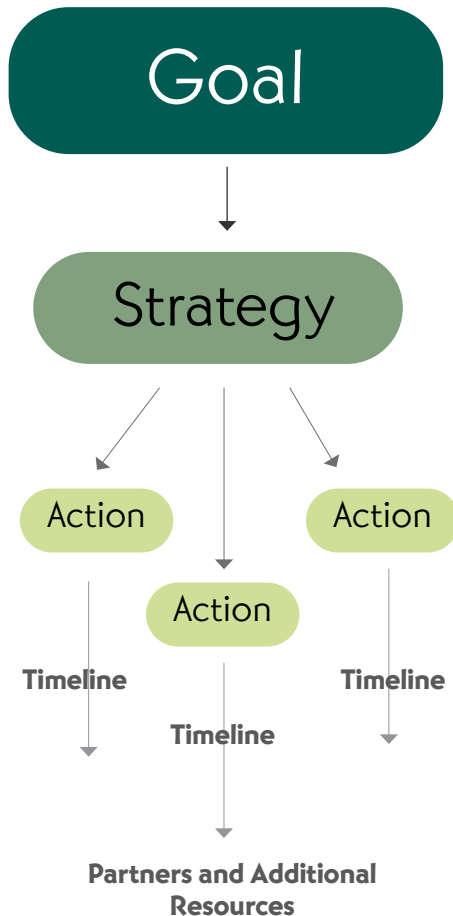 Goal
Strategy
Action
Action
Action
Timeline
Timeline
Timeline
Partners and Additional
Resources